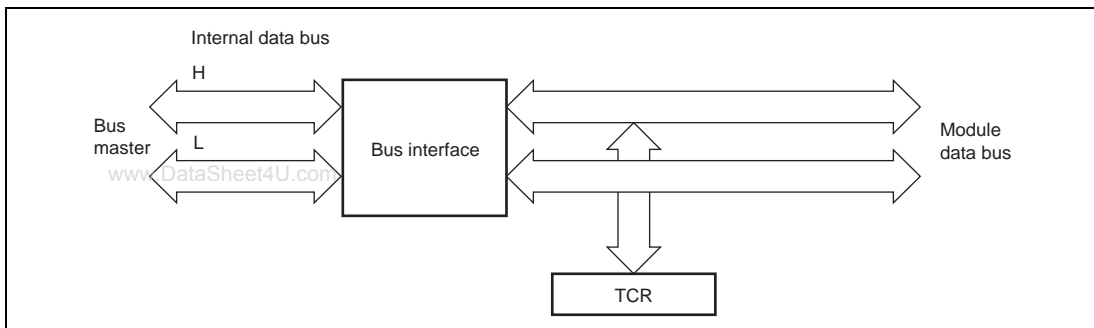 Internal data bus
H
Bus
master
L
Bus interface
Module
data bus
www.DataSheet4U.com
TCR